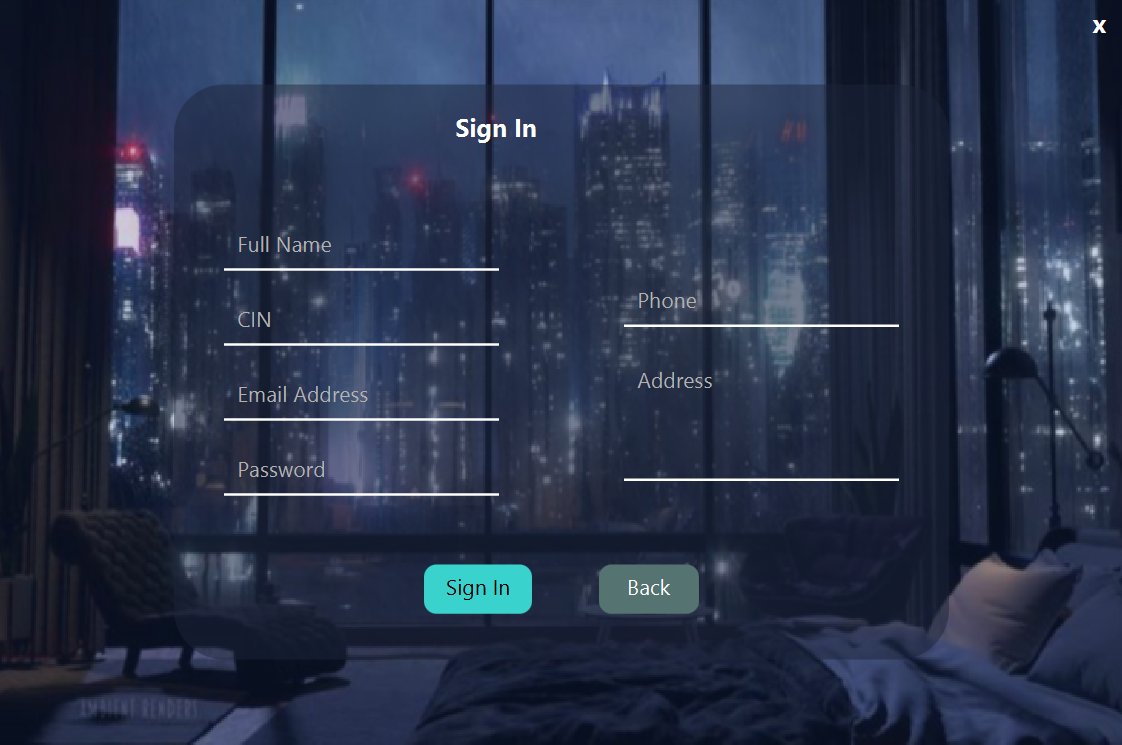 x
Sign In
Full Name
CIN
Email Address
Password
Phone
Address
Sign In
Back
AMBIENT RENDERS